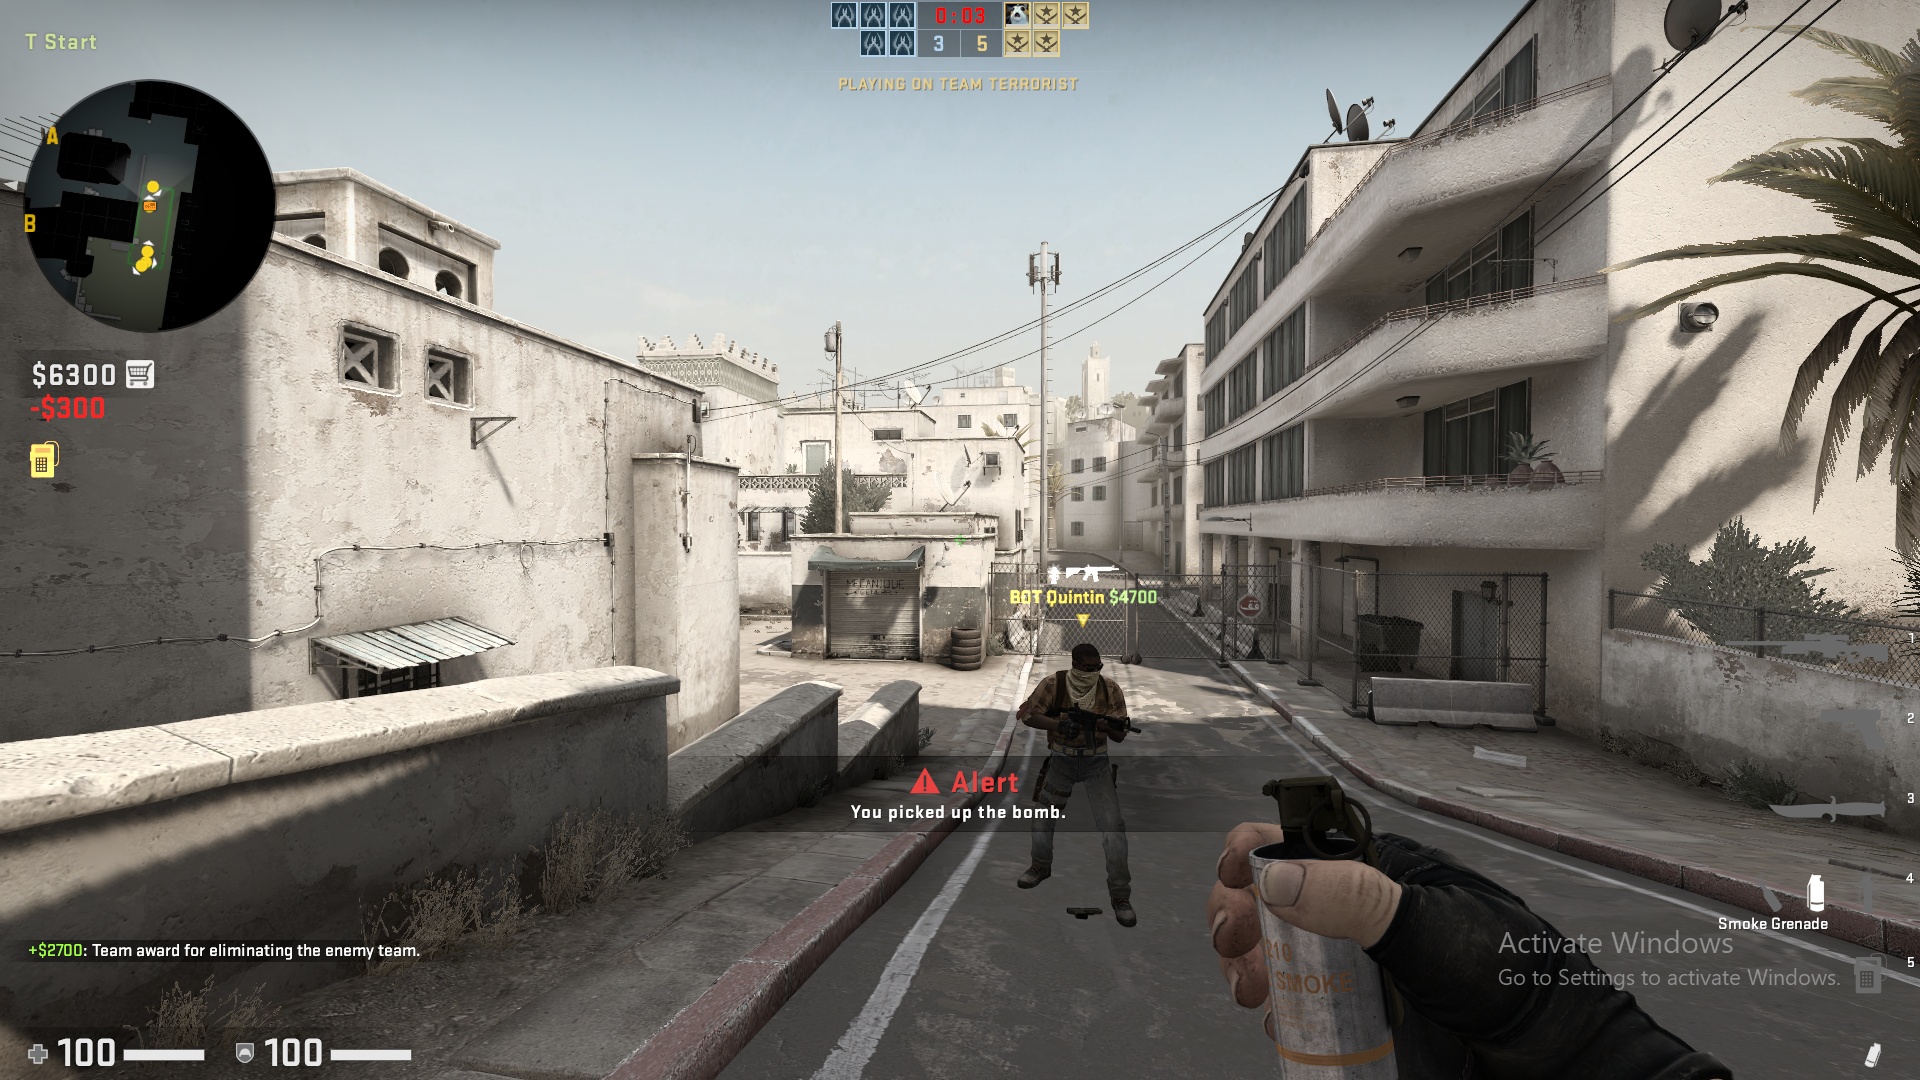 T Start
0:03
3 5
PLAYING ON TEAM TERRORIST
A
B
$6300
-$300
MECANIQUE
BOT Quintin $4700
1
2
3
Alert
You picked up the bomb.
4
Smoke Grenade
+$2700: Team award for eliminating the enemy team.
Activate Windows
Go to Settings to activate Windows.
5
SMOKE
100 100